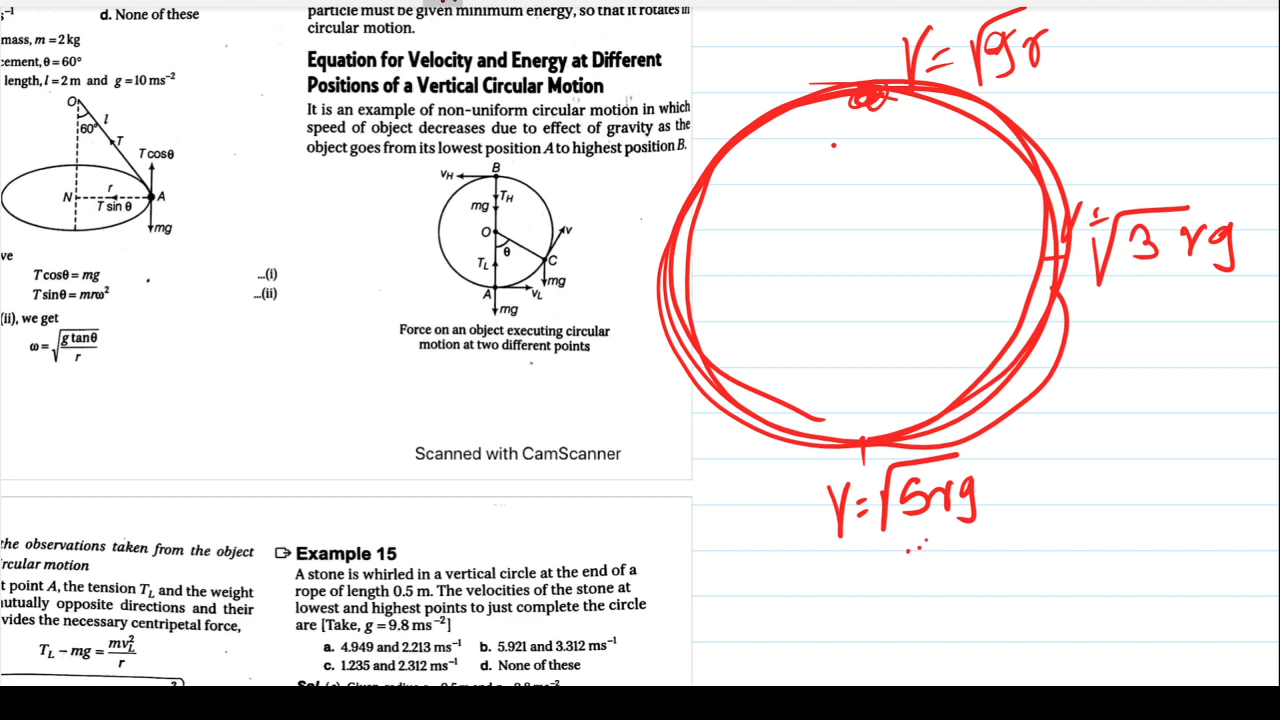 s⁻¹ d. None of these
mass, m = 2 kg
cement, θ = 60°
length, l = 2 m and g = 10 ms⁻²
O
60°
l
T
T cosθ
N
r
A
T sin θ
mg
ve
T cosθ = mg ...(i)
T sinθ = mrω² ...(ii)
(ii), we get
ω = √(g tanθ / r)
particle must be given minimum energy, so that it rotates in
circular motion.
Equation for Velocity and Energy at Different
Positions of a Vertical Circular Motion
It is an example of non-uniform circular motion in which
speed of object decreases due to effect of gravity as the
object goes from its lowest position A to highest position B.
B
v_H
T_H
mg
O
θ
v
T_L
C
mg
A
v_L
mg
Force on an object executing circular
motion at two different points
Scanned with CamScanner
the observations taken from the object
rcular motion
t point A, the tension T_L and the weight
nutually opposite directions and their
vides the necessary centripetal force,
T_L − mg = mv_L² / r
Example 15
A stone is whirled in a vertical circle at the end of a
rope of length 0.5 m. The velocities of the stone at
lowest and highest points to just complete the circle
are [Take, g = 9.8 ms⁻²]
a. 4.949 and 2.213 ms⁻¹ b. 5.921 and 3.312 ms⁻¹
c. 1.235 and 2.312 ms⁻¹ d. None of these
V = √gr
V = √3rg
V = √5rg